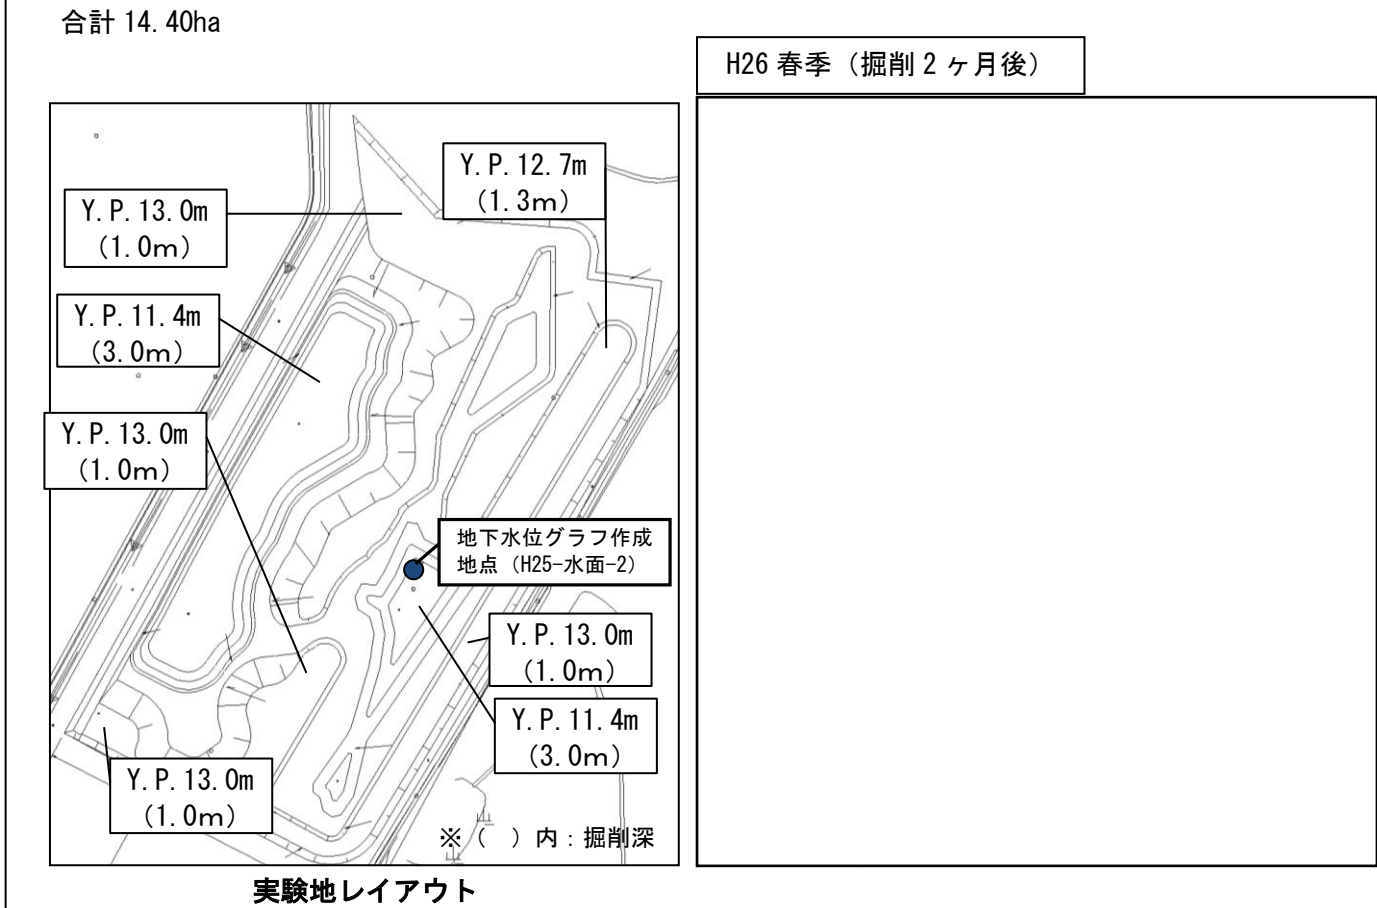 合計 14.40ha
H26 春季（掘削 2 ヶ月後）
Y.P.12.7m
(1.3m)
Y.P.13.0m
(1.0m)
Y.P.11.4m
(3.0m)
Y.P.13.0m
(1.0m)
地下水位グラフ作成
地点（H25-水面-2）
Y.P.13.0m
(1.0m)
Y.P.11.4m
(3.0m)
Y.P.13.0m
(1.0m)
※（　）内：掘削深
実験地レイアウト